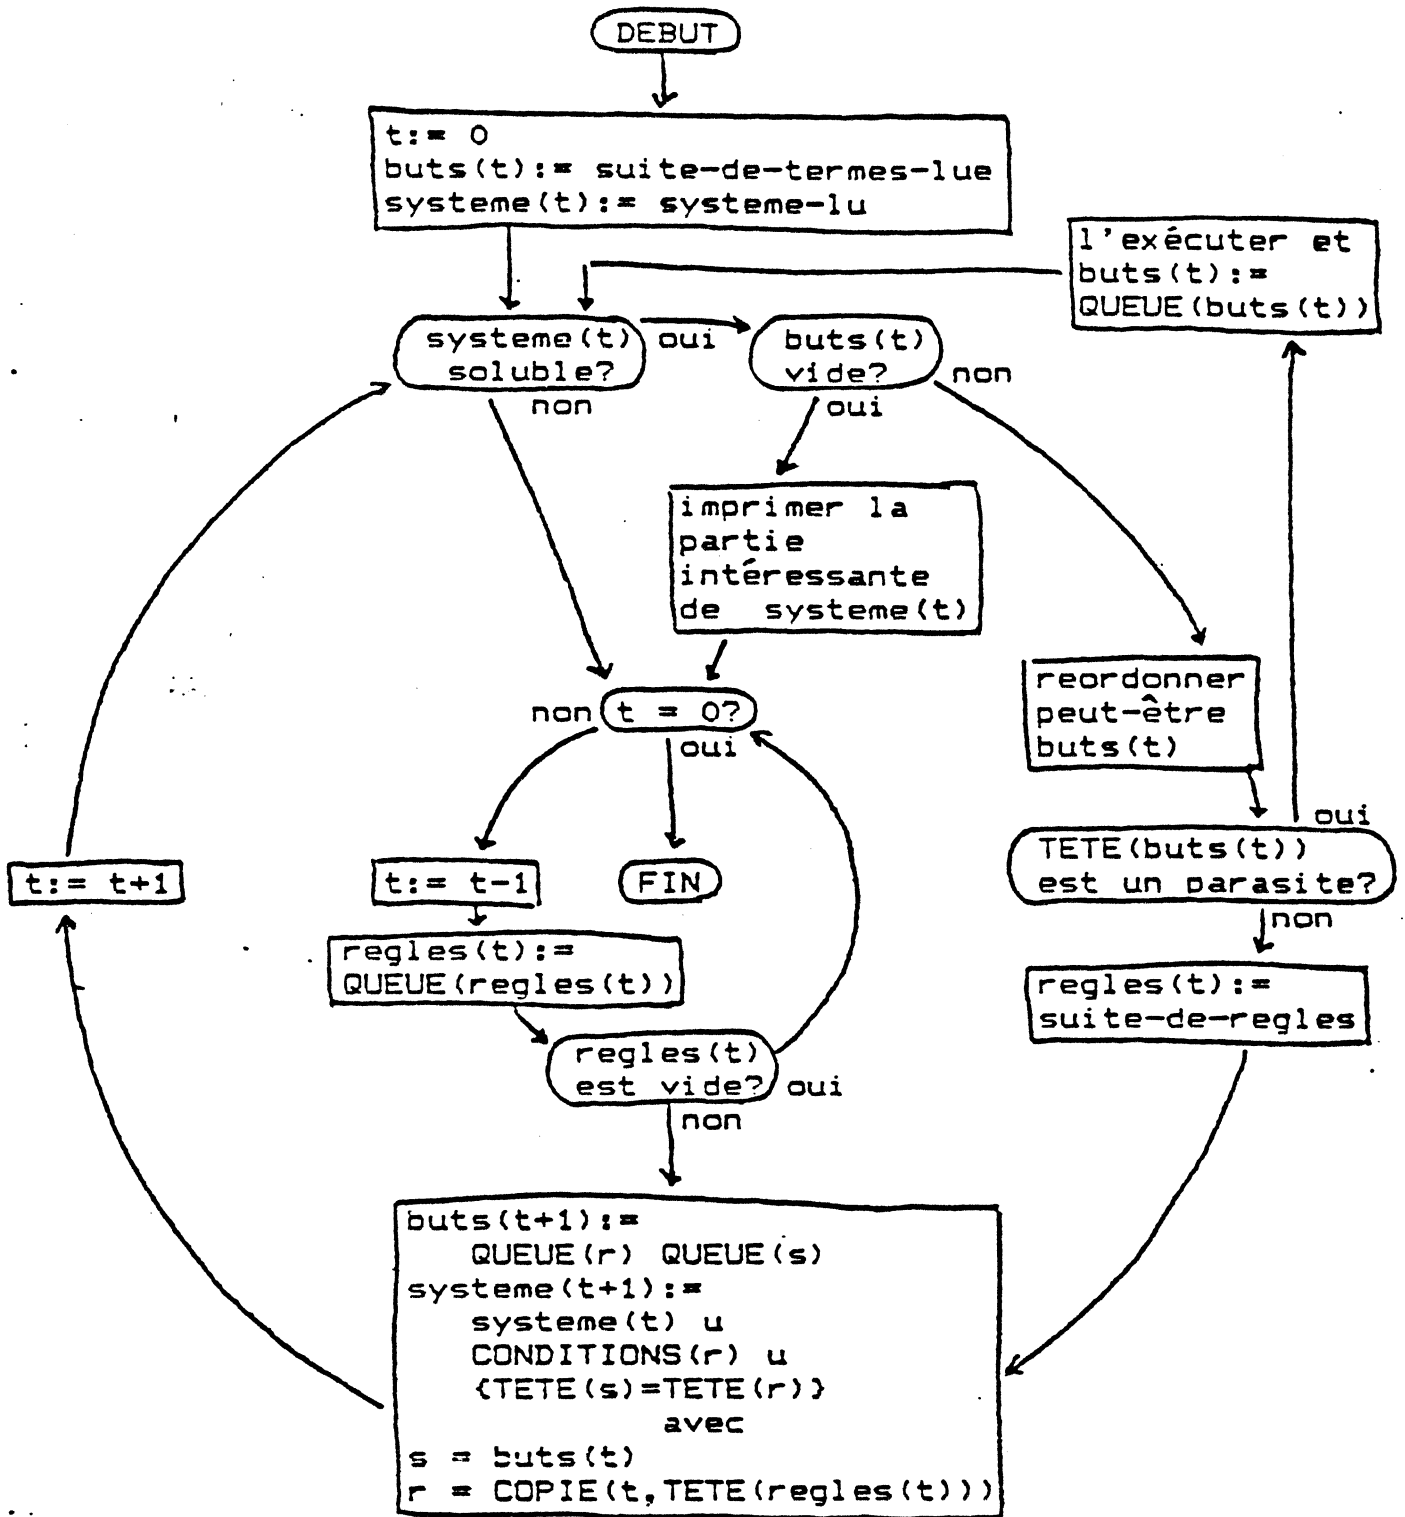 DEBUT
t:= 0
buts(t):= suite-de-termes-lue
systeme(t):= systeme-lu
l'exécuter et
buts(t):=
QUEUE(buts(t))
systeme(t)
soluble?
oui
non
buts(t)
vide?
non
oui
imprimer la
partie
intéressante
de systeme(t)
reordonner
peut-être
buts(t)
non
t = 0?
oui
oui
TETE(buts(t))
est un parasite?
non
t:= t+1
t:= t-1
FIN
regles(t):=
QUEUE(regles(t))
regles(t):=
suite-de-regles
regles(t)
est vide?
oui
non
buts(t+1):=
QUEUE(r) QUEUE(s)
systeme(t+1):=
systeme(t) u
CONDITIONS(r) u
{TETE(s)=TETE(r)}
avec
s = buts(t)
r = COPIE(t,TETE(regles(t)))